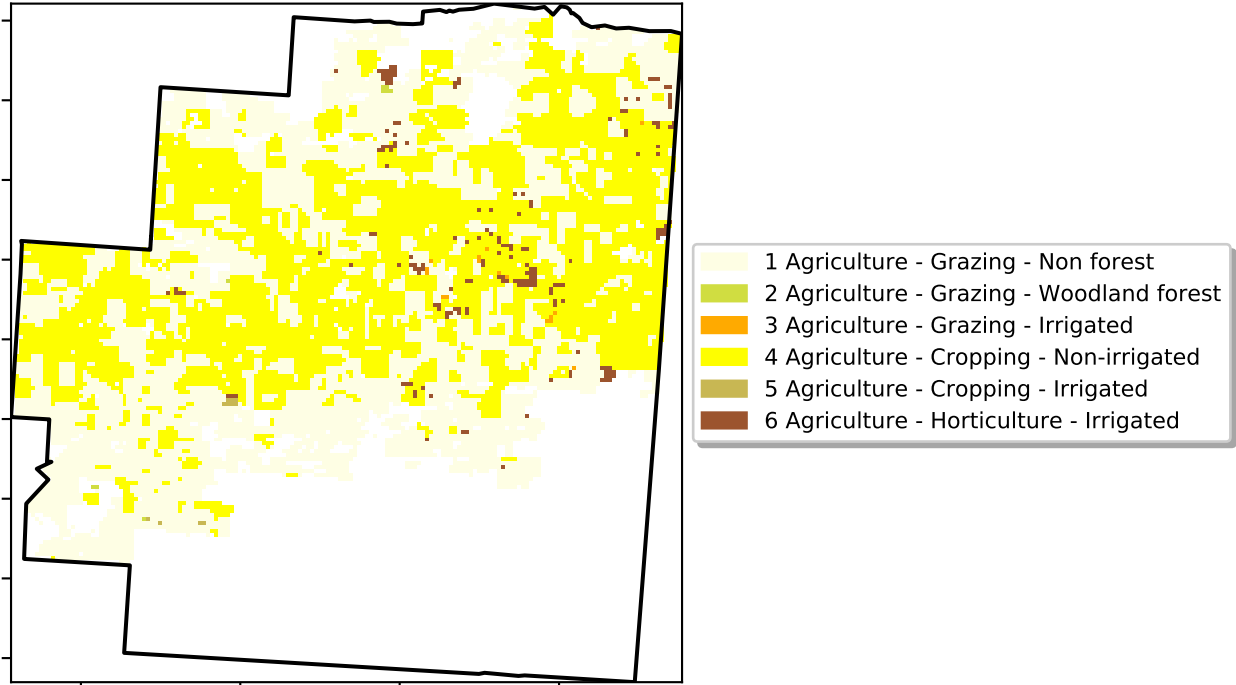 1 Agriculture - Grazing - Non forest
2 Agriculture - Grazing - Woodland forest
3 Agriculture - Grazing - Irrigated
4 Agriculture - Cropping - Non-irrigated
5 Agriculture - Cropping - Irrigated
6 Agriculture - Horticulture - Irrigated